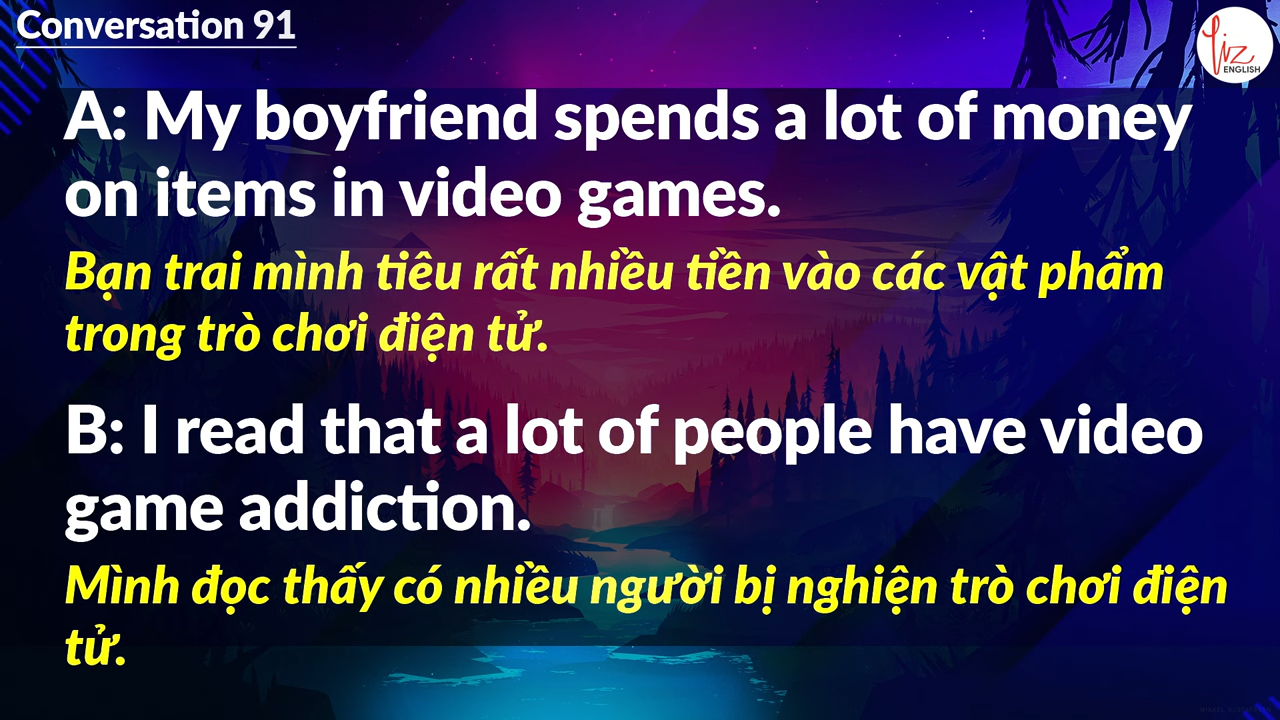 Conversation 91
Liz
ENGLISH
A: My boyfriend spends a lot of money
on items in video games.
Bạn trai mình tiêu rất nhiều tiền vào các vật phẩm
trong trò chơi điện tử.
B: I read that a lot of people have video
game addiction.
Mình đọc thấy có nhiều người bị nghiện trò chơi điện
tử.